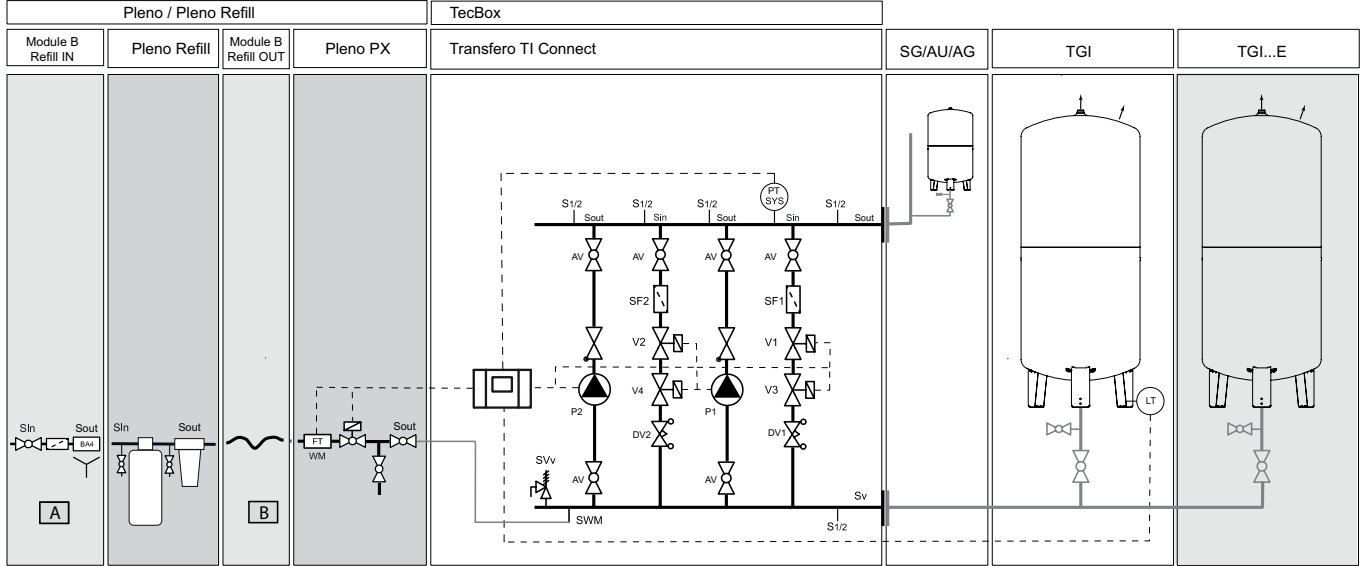 Pleno / Pleno Refill
TecBox
Module B
Refill IN
Pleno Refill
Module B
Refill OUT
Pleno PX
Transfero TI Connect
SG/AU/AG
TGI
TGI...E
PT
SYS
S1/2
S1/2
S1/2
S1/2
Sout
Sin
Sout
Sin
Sout
AV
AV
AV
AV
SF2
SF1
V2
V1
V4
V3
P2
P1
LT
DV2
DV1
SIn
Sout
BA4
SIn
Sout
FT
WM
Sout
SVv
AV
AV
Sv
A
B
SWM
S1/2